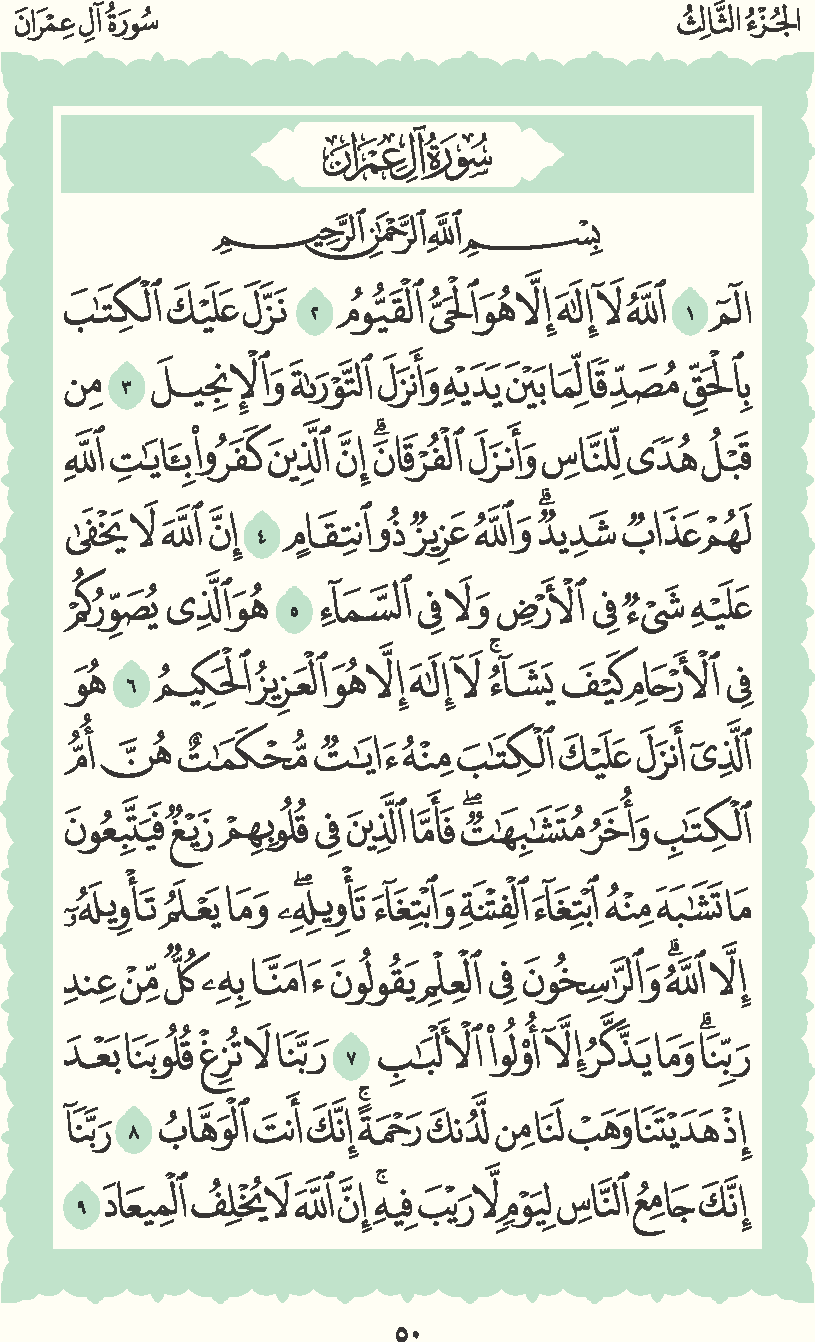 الجُزْءُ الثَّالِثُ
سُورَةُ آلِ عِمْرَانَ
سُورَةُ آلِ عِمْرَانَ
بِسْمِ ٱللَّهِ ٱلرَّحْمَٰنِ ٱلرَّحِيمِ
الٓمٓ ١ ٱللَّهُ لَآ إِلَٰهَ إِلَّا هُوَ ٱلْحَىُّ ٱلْقَيُّومُ ٢ نَزَّلَ عَلَيْكَ ٱلْكِتَٰبَ
بِٱلْحَقِّ مُصَدِّقًا لِّمَا بَيْنَ يَدَيْهِ وَأَنزَلَ ٱلتَّوْرَىٰةَ وَٱلْإِنجِيلَ ٣ مِن
قَبْلُ هُدًى لِّلنَّاسِ وَأَنزَلَ ٱلْفُرْقَانَۗ إِنَّ ٱلَّذِينَ كَفَرُوا۟ بِـَٔايَٰتِ ٱللَّهِ
لَهُمْ عَذَابٌ شَدِيدٌۗ وَٱللَّهُ عَزِيزٌ ذُو ٱنتِقَامٍ ٤ إِنَّ ٱللَّهَ لَا يَخْفَىٰ
عَلَيْهِ شَىْءٌ فِى ٱلْأَرْضِ وَلَا فِى ٱلسَّمَآءِ ٥ هُوَ ٱلَّذِى يُصَوِّرُكُمْ
فِى ٱلْأَرْحَامِ كَيْفَ يَشَآءُۚ لَآ إِلَٰهَ إِلَّا هُوَ ٱلْعَزِيزُ ٱلْحَكِيمُ ٦ هُوَ
ٱلَّذِىٓ أَنزَلَ عَلَيْكَ ٱلْكِتَٰبَ مِنْهُ ءَايَٰتٌ مُّحْكَمَٰتٌ هُنَّ أُمُّ
ٱلْكِتَٰبِ وَأُخَرُ مُتَشَٰبِهَٰتٌۖ فَأَمَّا ٱلَّذِينَ فِى قُلُوبِهِمْ زَيْغٌ فَيَتَّبِعُونَ
مَا تَشَٰبَهَ مِنْهُ ٱبْتِغَآءَ ٱلْفِتْنَةِ وَٱبْتِغَآءَ تَأْوِيلِهِۦۖ وَمَا يَعْلَمُ تَأْوِيلَهُۥٓ
إِلَّا ٱللَّهُۗ وَٱلرَّٰسِخُونَ فِى ٱلْعِلْمِ يَقُولُونَ ءَامَنَّا بِهِۦ كُلٌّ مِّنْ عِندِ
رَبِّنَاۗ وَمَا يَذَّكَّرُ إِلَّآ أُو۟لُوا۟ ٱلْأَلْبَٰبِ ٧ رَبَّنَا لَا تُزِغْ قُلُوبَنَا بَعْدَ
إِذْ هَدَيْتَنَا وَهَبْ لَنَا مِن لَّدُنكَ رَحْمَةًۚ إِنَّكَ أَنتَ ٱلْوَهَّابُ ٨ رَبَّنَآ
إِنَّكَ جَامِعُ ٱلنَّاسِ لِيَوْمٍ لَّا رَيْبَ فِيهِۚ إِنَّ ٱللَّهَ لَا يُخْلِفُ ٱلْمِيعَادَ ٩
٥٠